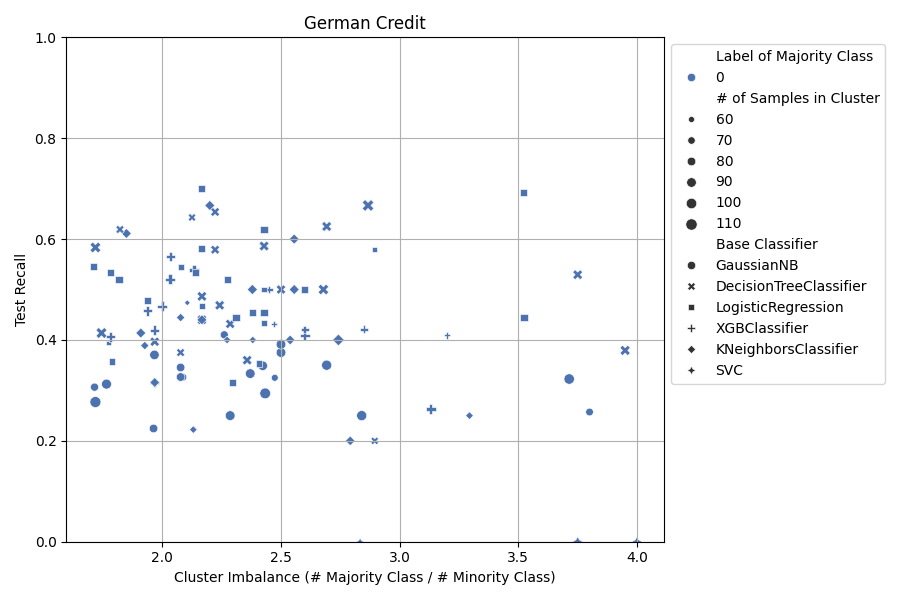 German Credit
Test Recall
1.0
0.8
0.6
0.4
0.2
0.0
2.0 2.5 3.0 3.5 4.0
Cluster Imbalance (# Majority Class / # Minority Class)
Label of Majority Class
0
# of Samples in Cluster
60
70
80
90
100
110
Base Classifier
GaussianNB
DecisionTreeClassifier
LogisticRegression
XGBClassifier
KNeighborsClassifier
SVC